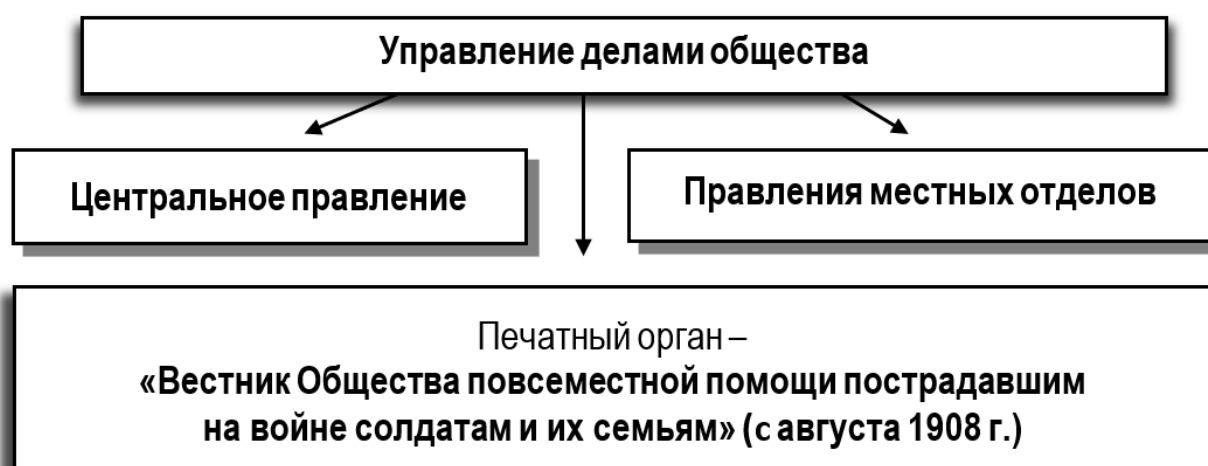 Управление делами общества
Центральное правление
Правления местных отделов
Печатный орган –
«Вестник Общества повсеместной помощи пострадавшим
на войне солдатам и их семьям» (с августа 1908 г.)